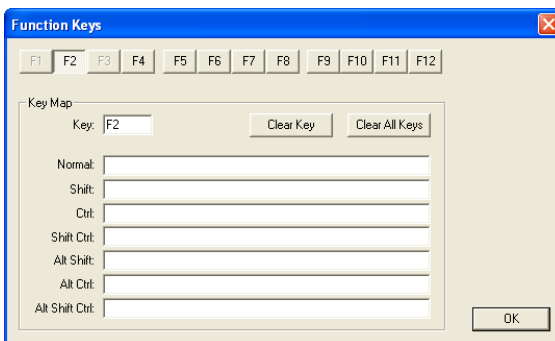 Function Keys
F1 F2 F3 F4 F5 F6 F7 F8 F9 F10 F11 F12
Key Map
Key: F2 Clear Key Clear All Keys
Normal:
Shift:
Ctrl:
Shift Ctrl:
Alt Shift:
Alt Ctrl:
Alt Shift Ctrl:
OK